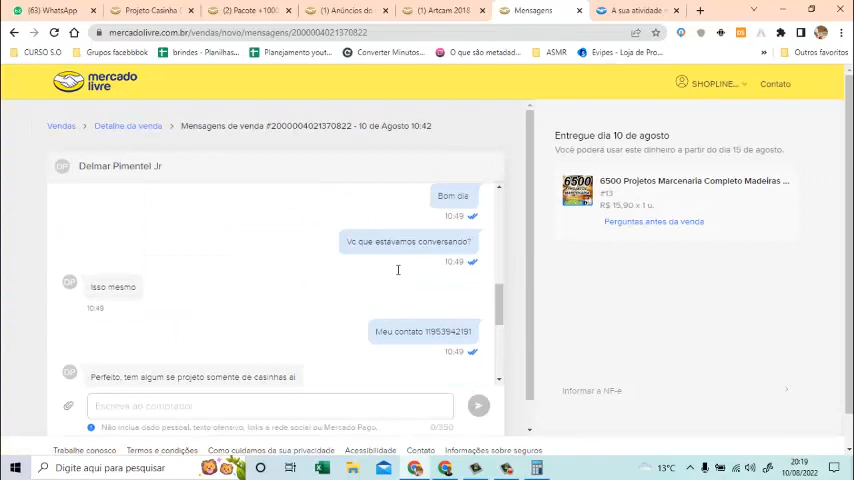 (63) WhatsApp
Projeto Casinha
(2) Pacote +1000
(1) Anúncios do
(1) Artcam 2018
Mensagens
A sua atividade -
mercadolivre.com.br/vendas/novo/mensagens/2000004021370822
CURSO S.O
Grupos facebbbok
brindes - Planilhas...
Planejamento youtu...
Converter Minutos...
O que são metadad...
ASMR
Evipes - Loja de Pro...
Outros favoritos
mercado
livre
SHOPLINE...
Contato
Vendas > Detalhe da venda > Mensagens de venda #2000004021370822 - 10 de Agosto 10:42
DP Delmar Pimentel Jr
Bom dia
10:49
Vc que estávamos conversando?
10:49
DP Isso mesmo
10:49
Meu contato 11953942191
10:49
DP Perfeito, tem algum se projeto somente de casinhas ai
Escreva ao comprador
Não inclua dado pessoal, texto ofensivo, links a rede social ou Mercado Pago.
0/350
Entregue dia 10 de agosto
Você poderá usar este dinheiro a partir do dia 15 de agosto.
6500 Projetos Marcenaria Completo Madeiras ...
#13
R$ 15,90 x 1 u.
Perguntas antes da venda
Informar a NF-e
Trabalhe conosco
Termos e condições
Como cuidamos da sua privacidade
Acessibilidade
Contato
Informações sobre seguros
Digite aqui para pesquisar
13°C
20:19
10/08/2022